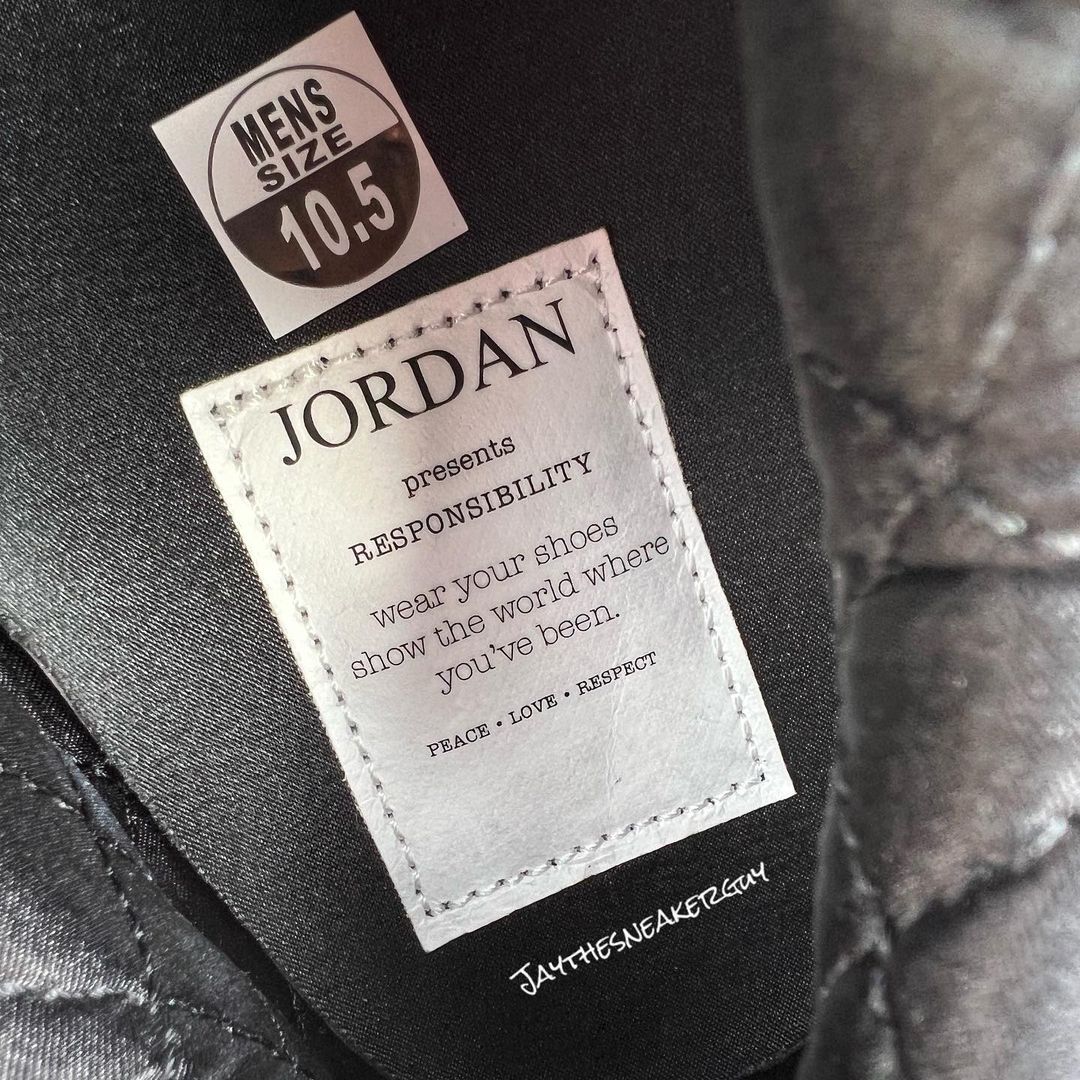 MENS
SIZE
10.5
JORDAN
presents
RESPONSIBILITY
wear your shoes
show the world where
you've been.
PEACE • LOVE • RESPECT
JAYTHESNEAKERGUY